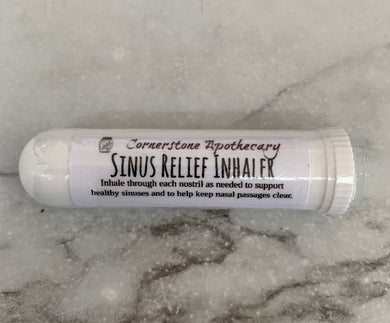 Cornerstone Apothecary
SINUS RELIEF INHALER
Inhale through each nostril as needed to support
healthy sinuses and to help keep nasal passages clear.